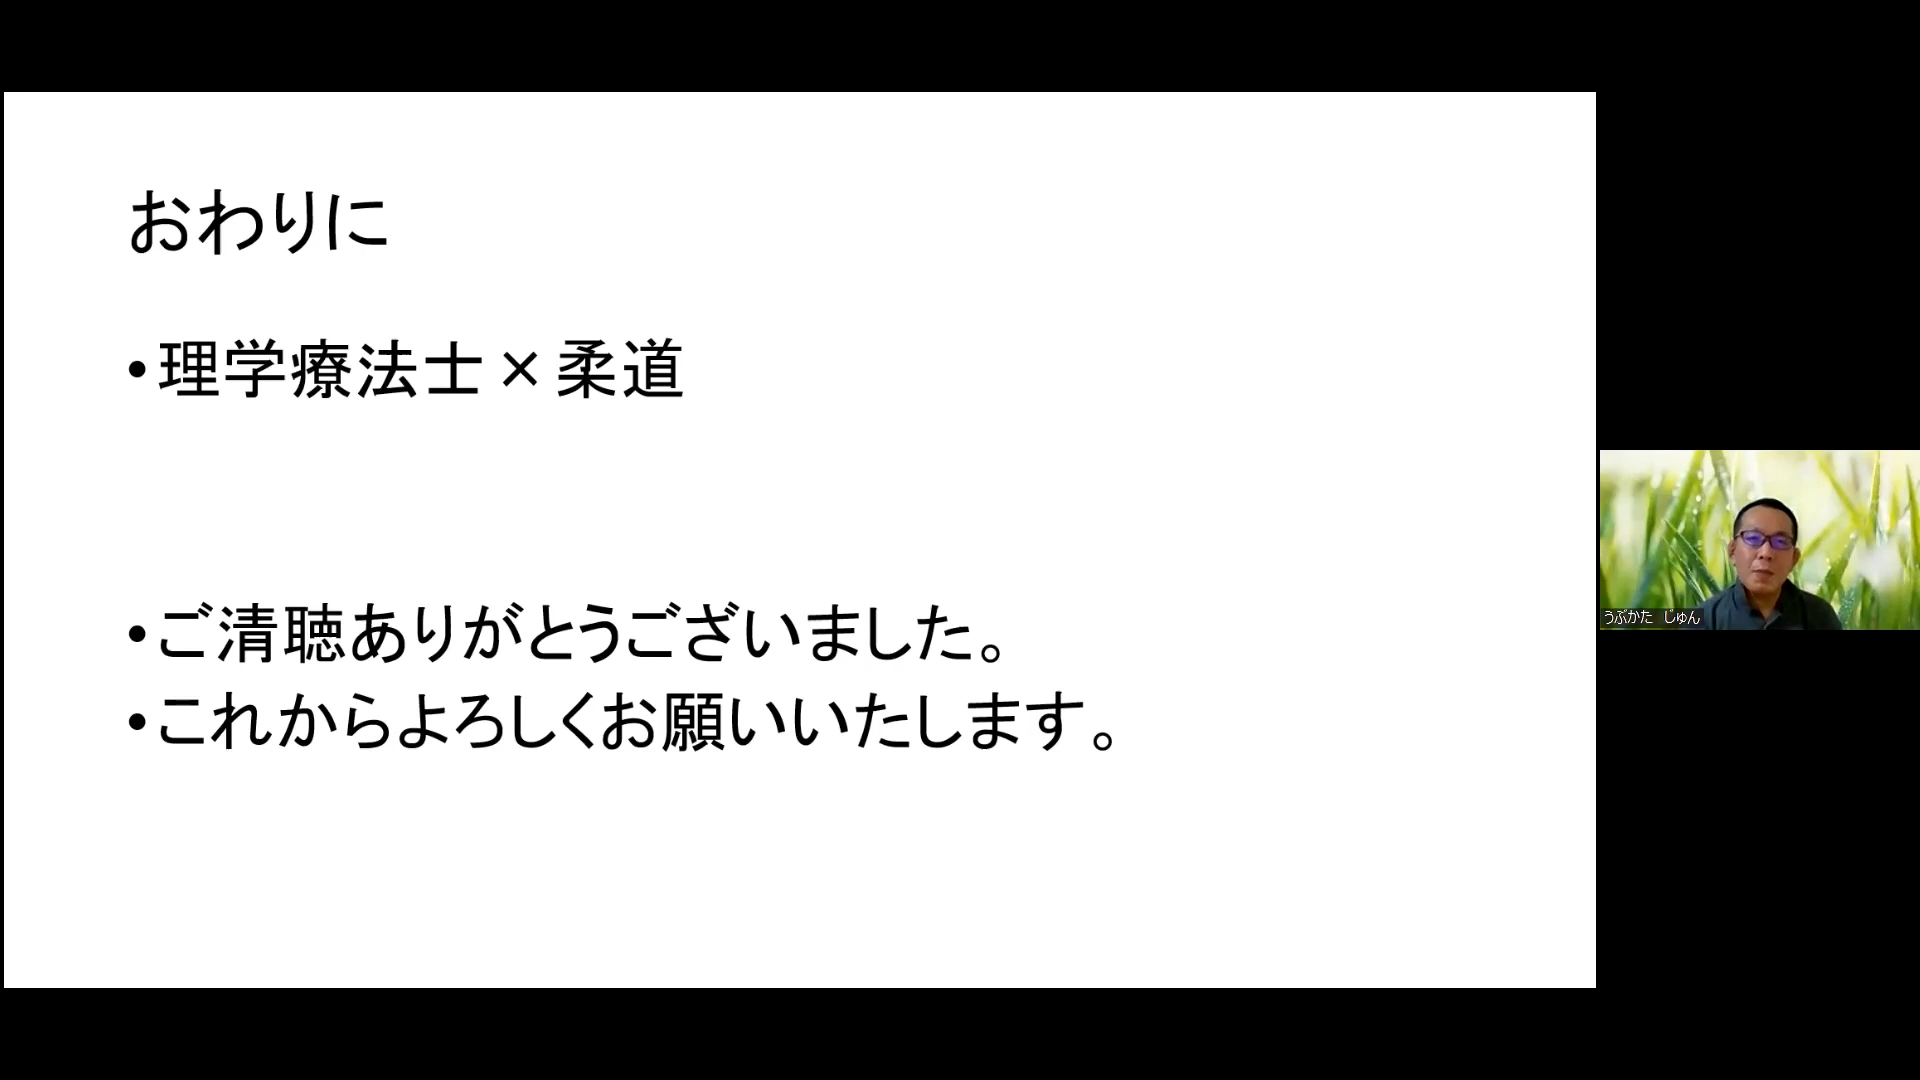 おわりに
•理学療法士×柔道
•ご清聴ありがとうございました。
•これからよろしくお願いいたします。
うぶかた　じゅん